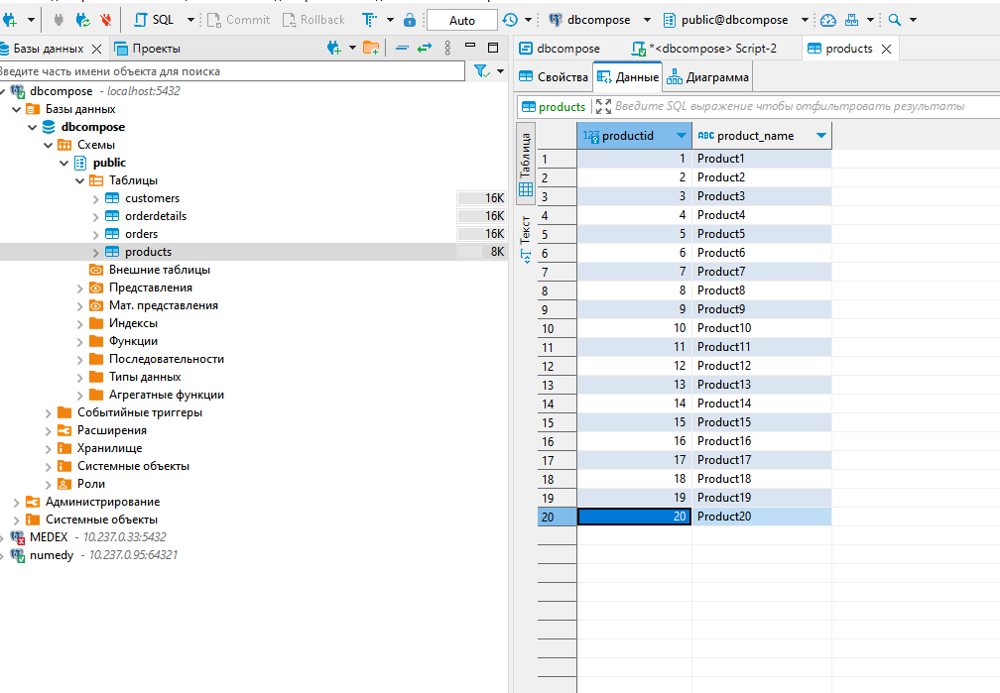 SQL Commit Rollback Auto dbcompose public@dbcompose
Базы данных Проекты
Введите часть имени объекта для поиска
dbcompose - localhost:5432
Базы данных
dbcompose
Схемы
public
Таблицы
customers 16K
orderdetails 16K
orders 16K
products 8K
Внешние таблицы
Представления
Мат. представления
Индексы
Функции
Последовательности
Типы данных
Агрегатные функции
Событийные триггеры
Расширения
Хранилище
Системные объекты
Роли
Администрирование
Системные объекты
MEDEX - 10.237.0.33:5432
numedy - 10.237.0.95:64321
dbcompose *<dbcompose> Script-2 products
Свойства Данные Диаграмма
products Введите SQL выражение чтобы отфильтровать результаты
Таблица
Текст
123 productid ABC product_name
1 1 Product1
2 2 Product2
3 3 Product3
4 4 Product4
5 5 Product5
6 6 Product6
7 7 Product7
8 8 Product8
9 9 Product9
10 10 Product10
11 11 Product11
12 12 Product12
13 13 Product13
14 14 Product14
15 15 Product15
16 16 Product16
17 17 Product17
18 18 Product18
19 19 Product19
20 20 Product20